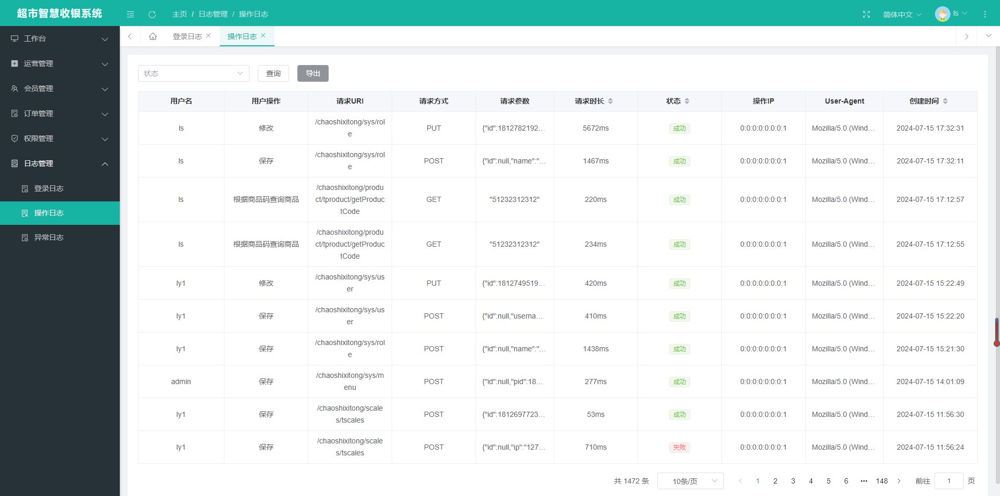 超市智慧收银系统
主页 / 日志管理 / 操作日志
简体中文
ls
工作台
运营管理
会员管理
订单管理
权限管理
日志管理
登录日志
操作日志
异常日志
登录日志
操作日志
状态
查询
导出
用户名 用户操作 请求URI 请求方式 请求参数 请求时长 状态 操作IP User-Agent 创建时间
ls 修改 /chaoshixitong/sys/rol PUT {"id":1812782192... 5672ms 成功 0:0:0:0:0:0:0:1 Mozilla/5.0 (Wind... 2024-07-15 17:32:31
e
ls 保存 /chaoshixitong/sys/rol POST {"id":null,"name":"... 1467ms 成功 0:0:0:0:0:0:0:1 Mozilla/5.0 (Wind... 2024-07-15 17:32:11
e
/chaoshixitong/produ
ls 根据商品码查询商品 ct/tproduct/getProduc GET "51232312312" 220ms 成功 0:0:0:0:0:0:0:1 Mozilla/5.0 (Wind... 2024-07-15 17:12:57
tCode
/chaoshixitong/produ
ls 根据商品码查询商品 ct/tproduct/getProduc GET "51232312312" 234ms 成功 0:0:0:0:0:0:0:1 Mozilla/5.0 (Wind... 2024-07-15 17:12:55
tCode
ly1 修改 /chaoshixitong/sys/us PUT {"id":1812749519... 420ms 成功 0:0:0:0:0:0:0:1 Mozilla/5.0 (Wind... 2024-07-15 15:22:49
er
ly1 保存 /chaoshixitong/sys/us POST {"id":null,"userna... 410ms 成功 0:0:0:0:0:0:0:1 Mozilla/5.0 (Wind... 2024-07-15 15:22:20
er
ly1 保存 /chaoshixitong/sys/rol POST {"id":null,"name":"... 1438ms 成功 0:0:0:0:0:0:0:1 Mozilla/5.0 (Wind... 2024-07-15 15:21:30
e
admin 保存 /chaoshixitong/sys/m POST {"id":null,"pid":18... 277ms 成功 0:0:0:0:0:0:0:1 Mozilla/5.0 (Wind... 2024-07-15 14:01:09
enu
ly1 保存 /chaoshixitong/scale POST {"id":1812697723... 53ms 成功 0:0:0:0:0:0:0:1 Mozilla/5.0 (Wind... 2024-07-15 11:56:30
s/tscales
ly1 保存 /chaoshixitong/scale POST {"id":null,"ip":"127... 710ms 失败 0:0:0:0:0:0:0:1 Mozilla/5.0 (Wind... 2024-07-15 11:56:24
s/tscales
共 1472 条 10条/页 1 2 3 4 5 6 ••• 148 前往 1 页